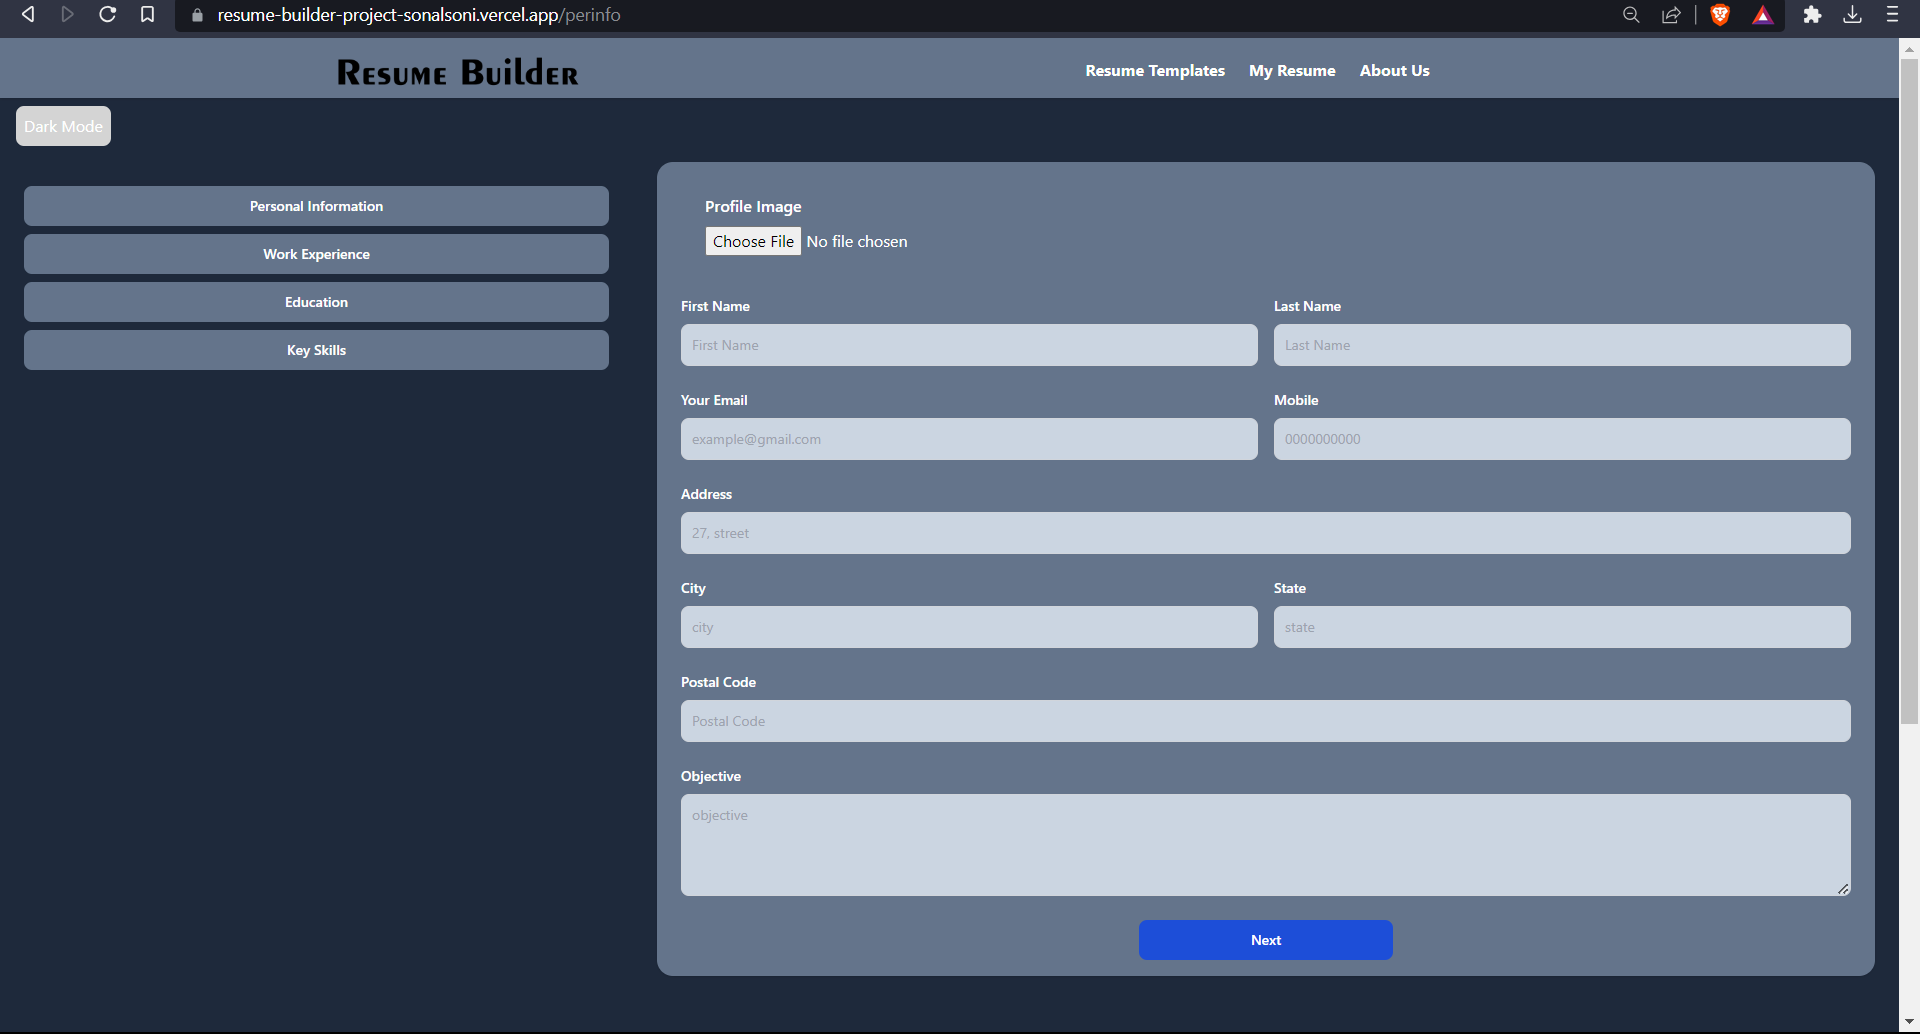 resume-builder-project-sonalsoni.vercel.app/perinfo
Resume Builder
Resume Templates My Resume About Us
Dark Mode
Personal Information
Work Experience
Education
Key Skills
Profile Image
Choose File No file chosen
First Name Last Name
First Name Last Name
Your Email Mobile
example@gmail.com 0000000000
Address
27, street
City State
city state
Postal Code
Postal Code
Objective
objective
Next